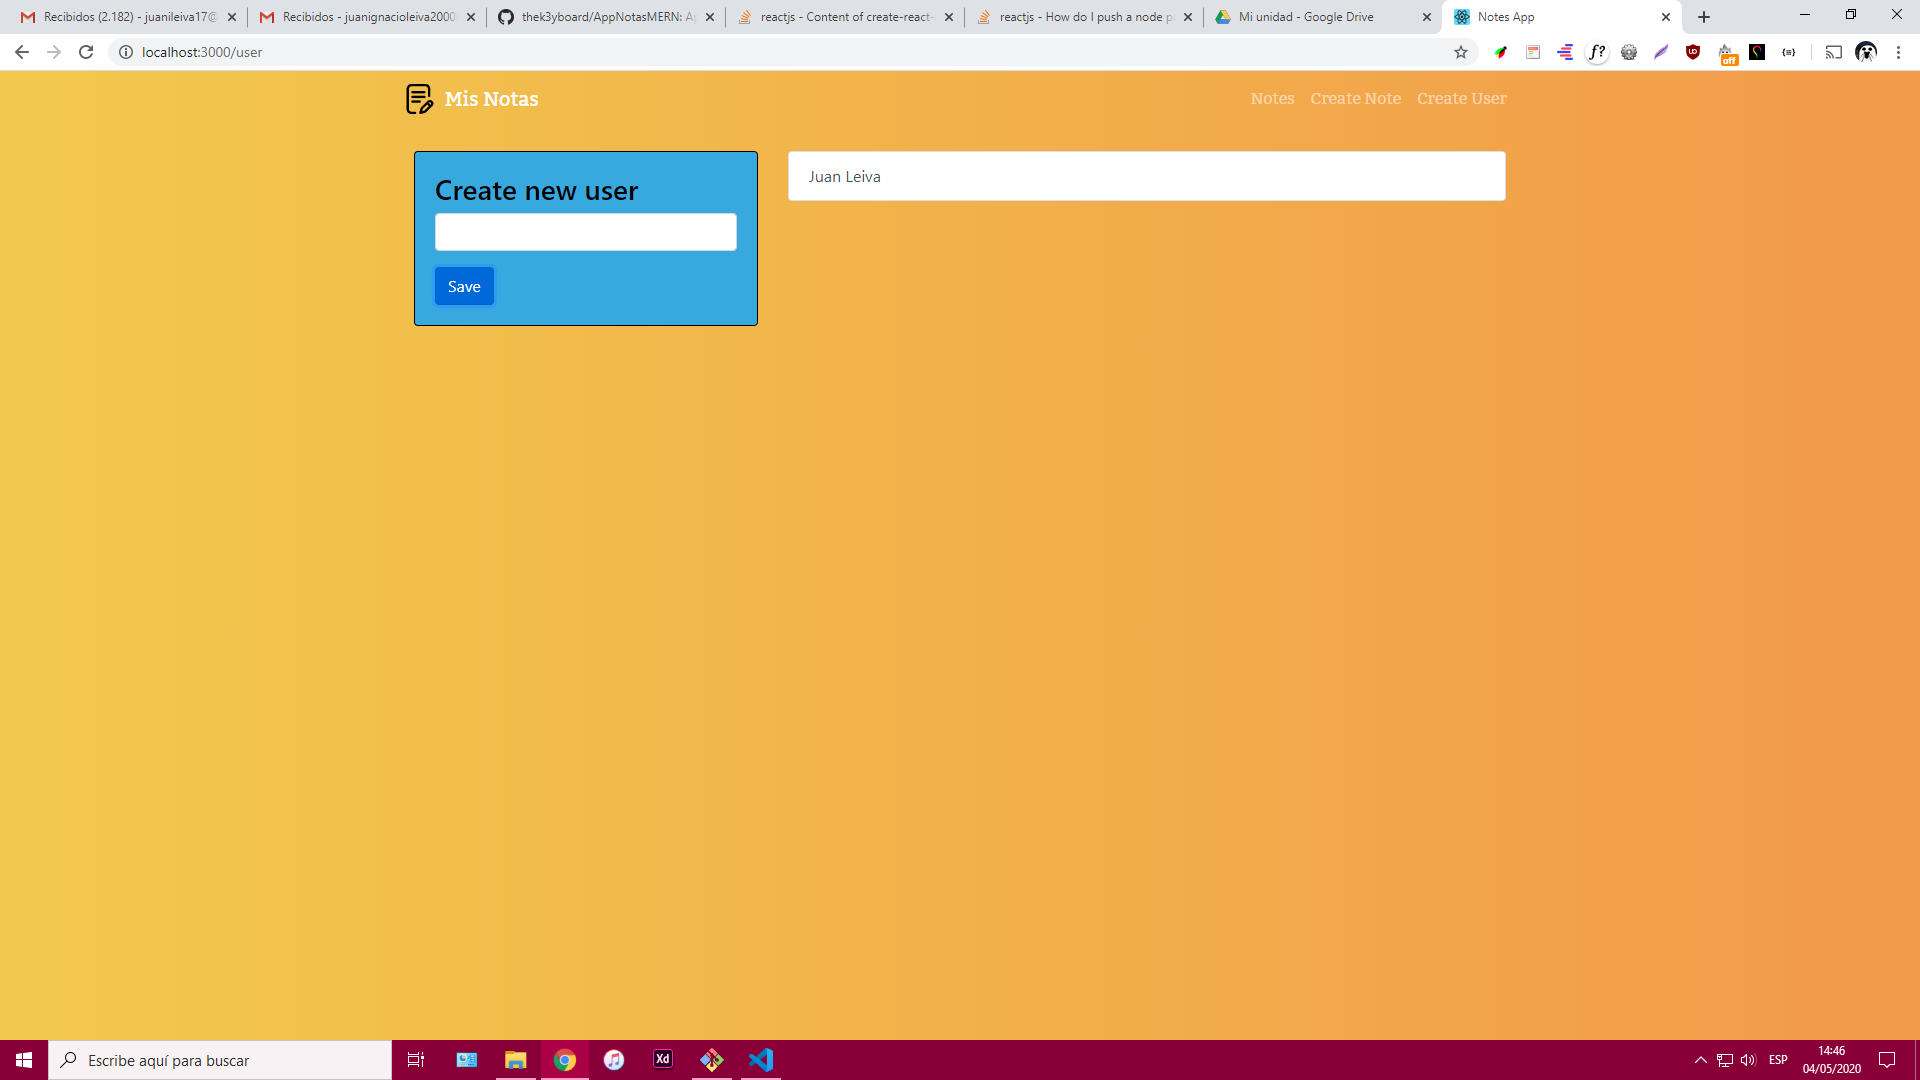 Recibidos (2.182) - juanileiva17@
Recibidos - juanignacioleiva2000
thek3yboard/AppNotasMERN: A
reactjs - Content of create-react-
reactjs - How do I push a node p
Mi unidad - Google Drive
Notes App
localhost:3000/user
f?
off
Mis Notas
Notes
Create Note
Create User
Create new user
Juan Leiva
Save
Escribe aquí para buscar
Xd
ESP
14:46
04/05/2020